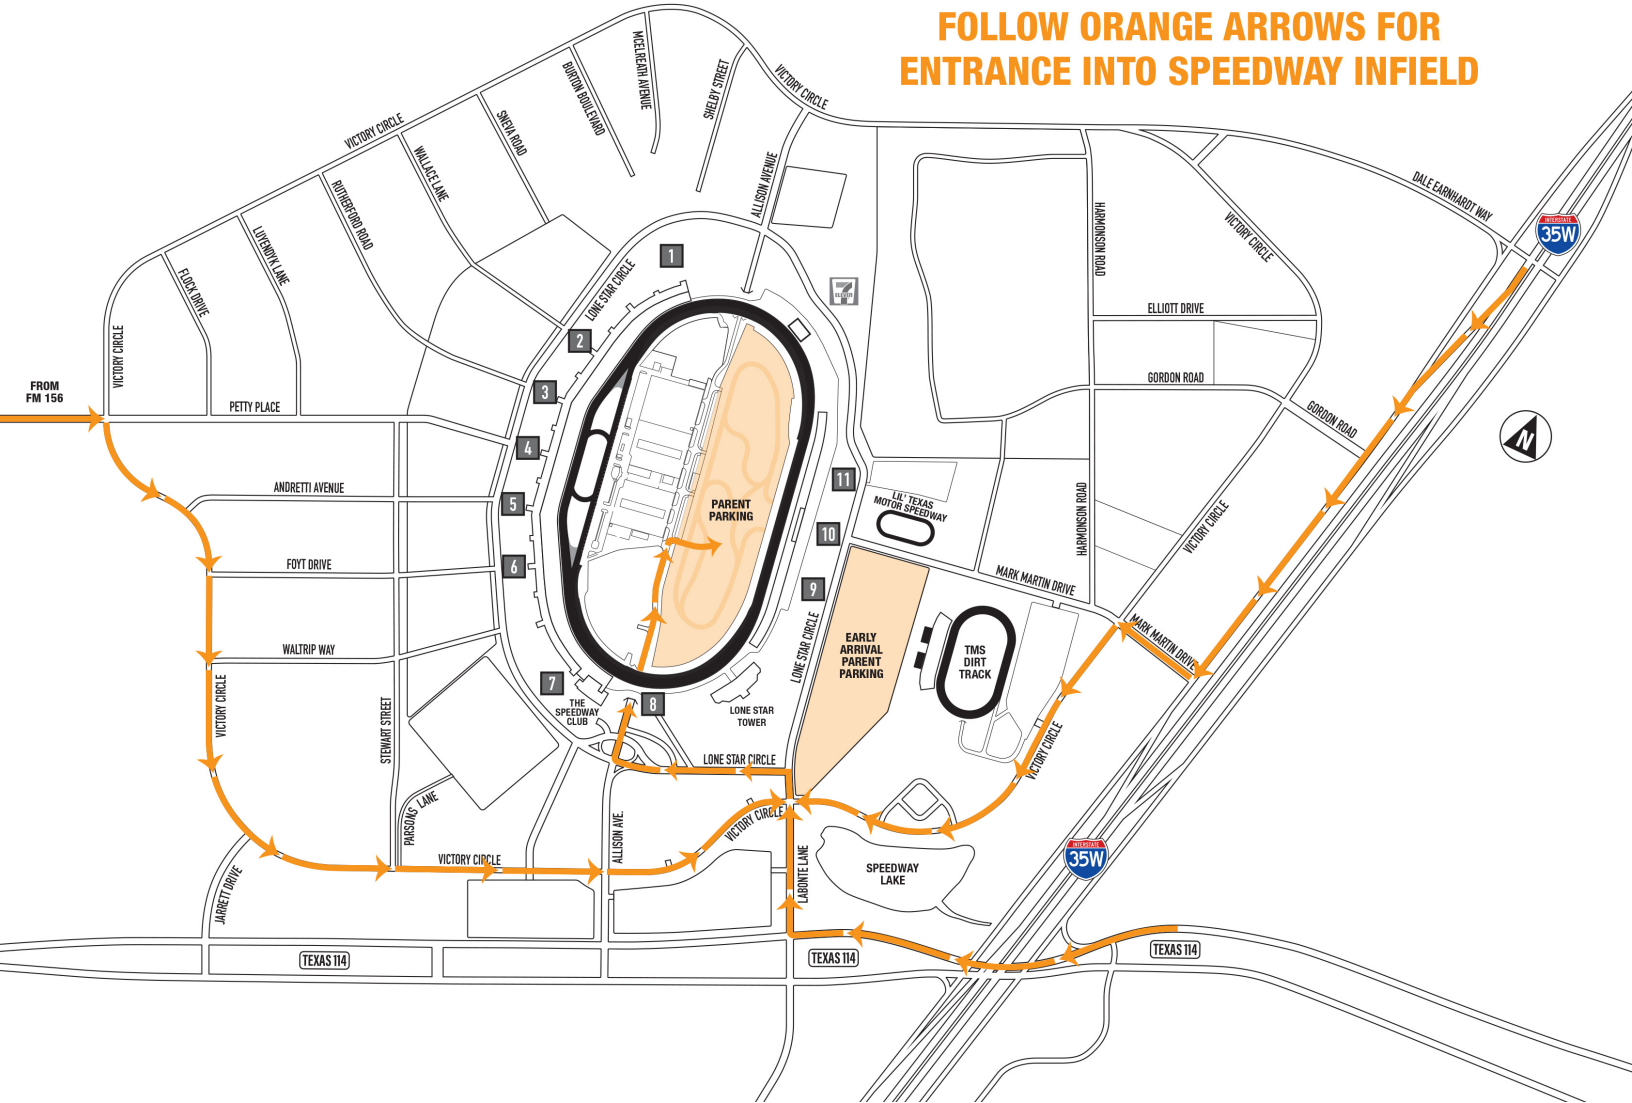 FOLLOW ORANGE ARROWS FOR
ENTRANCE INTO SPEEDWAY INFIELD
MCELREATH AVENUE
BURTON BOULEVARD
SHELBY STREET
VICTORY CIRCLE
VICTORY CIRCLE
SNEVA ROAD
WALLACE LANE
ALLISON AVENUE
RUTHERFORD ROAD
DALE EARNHARDT WAY
HARMONSON ROAD
VICTORY CIRCLE
INTERSTATE
35W
LUYENDYK LANE
FLOCK DRIVE
1
LONE STAR CIRCLE
7
ELEVEN
ELLIOTT DRIVE
2
VICTORY CIRCLE
FROM
FM 156
3
GORDON ROAD
PETTY PLACE
GORDON ROAD
4
N
11
ANDRETTI AVENUE
LIL' TEXAS
MOTOR SPEEDWAY
5
PARENT
PARKING
HARMONSON ROAD
VICTORY CIRCLE
10
FOYT DRIVE
6
MARK MARTIN DRIVE
9
MARK MARTIN DRIVE
LONE STAR CIRCLE
EARLY
ARRIVAL
PARENT
PARKING
WALTRIP WAY
TMS
DIRT
TRACK
7
8
THE
SPEEDWAY
CLUB
LONE STAR
TOWER
VICTORY CIRCLE
STEWART STREET
VICTORY CIRCLE
LONE STAR CIRCLE
PARSONS LANE
VICTORY CIRCLE
ALLISON AVE.
VICTORY CIRCLE
INTERSTATE
35W
LABONTE LANE
SPEEDWAY
LAKE
JARRETT DRIVE
TEXAS 114
TEXAS 114
TEXAS 114